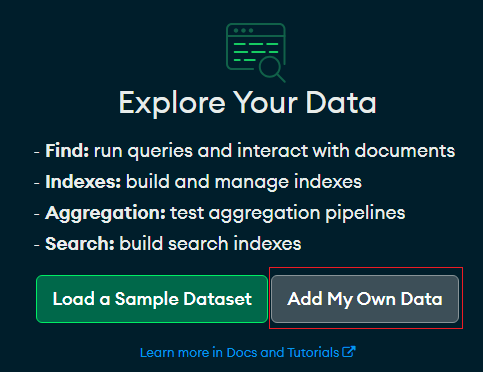 Explore Your Data
- Find: run queries and interact with documents
- Indexes: build and manage indexes
- Aggregation: test aggregation pipelines
- Search: build search indexes
Load a Sample Dataset
Add My Own Data
Learn more in Docs and Tutorials